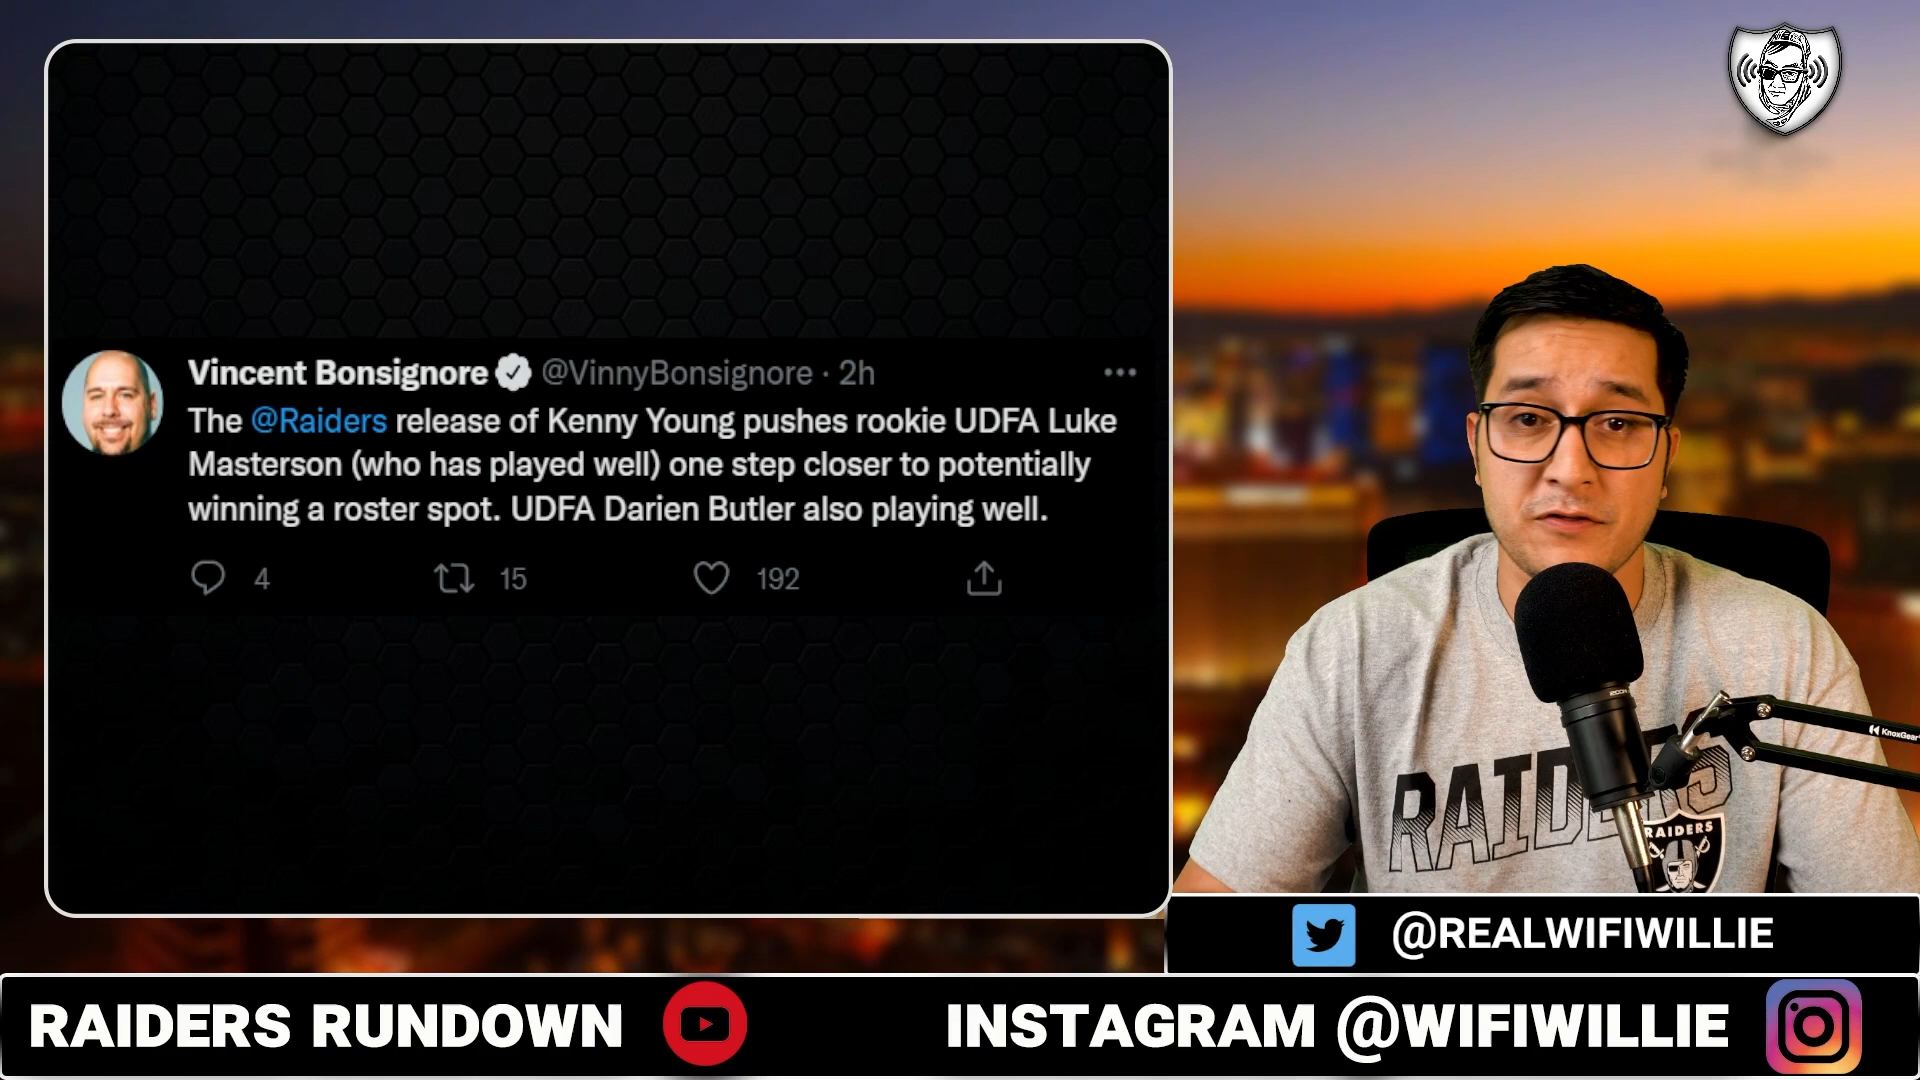 Vincent Bonsignore @VinnyBonsignore · 2h
The @Raiders release of Kenny Young pushes rookie UDFA Luke
Masterson (who has played well) one step closer to potentially
winning a roster spot. UDFA Darien Butler also playing well.
4 15 192
RAIDERS
RAIDERS
KnoxGear
@REALWIFIWILLIE
RAIDERS RUNDOWN
INSTAGRAM @WIFIWILLIE